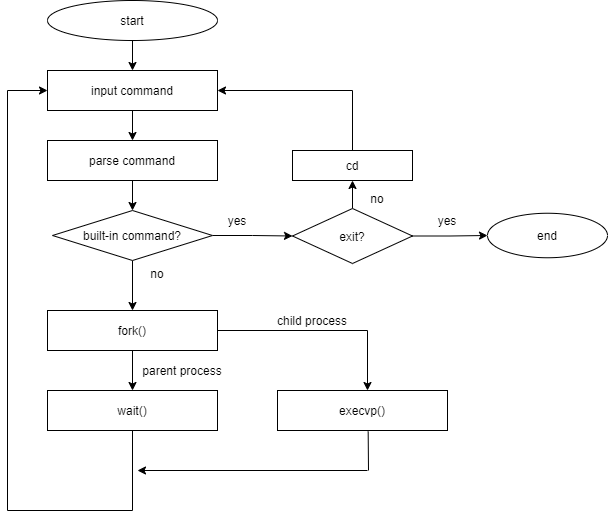 start
input command
parse command
cd
no
built-in command?
yes
exit?
yes
end
no
fork()
child process
parent process
wait()
execvp()